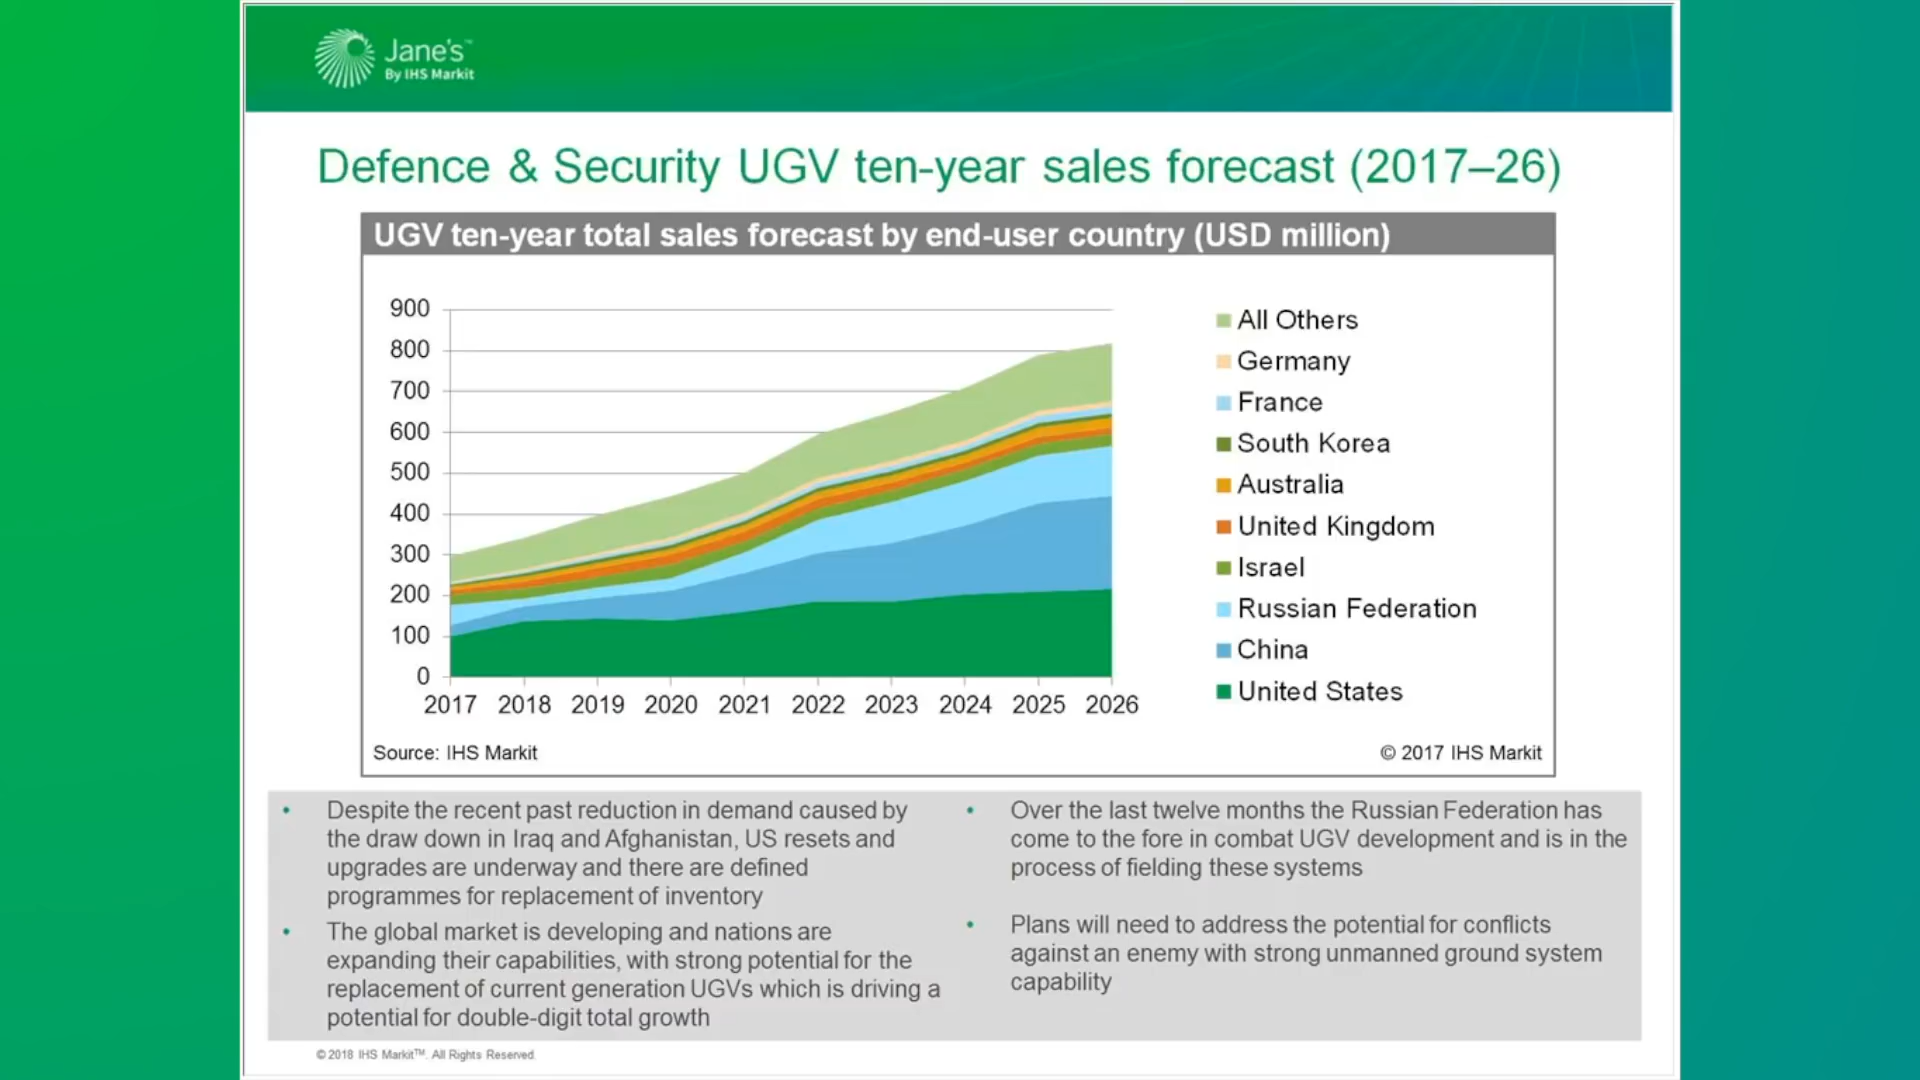 Jane's™
By IHS Markit
Defence & Security UGV ten-year sales forecast (2017–26)
UGV ten-year total sales forecast by end-user country (USD million)
900
800
700
600
500
400
300
200
100
0
2017 2018 2019 2020 2021 2022 2023 2024 2025 2026
All Others
Germany
France
South Korea
Australia
United Kingdom
Israel
Russian Federation
China
United States
Source: IHS Markit
© 2017 IHS Markit
• Despite the recent past reduction in demand caused by
the draw down in Iraq and Afghanistan, US resets and
upgrades are underway and there are defined
programmes for replacement of inventory
• The global market is developing and nations are
expanding their capabilities, with strong potential for the
replacement of current generation UGVs which is driving a
potential for double-digit total growth
• Over the last twelve months the Russian Federation has
come to the fore in combat UGV development and is in the
process of fielding these systems
• Plans will need to address the potential for conflicts
against an enemy with strong unmanned ground system
capability
© 2018 IHS Markit™. All Rights Reserved.